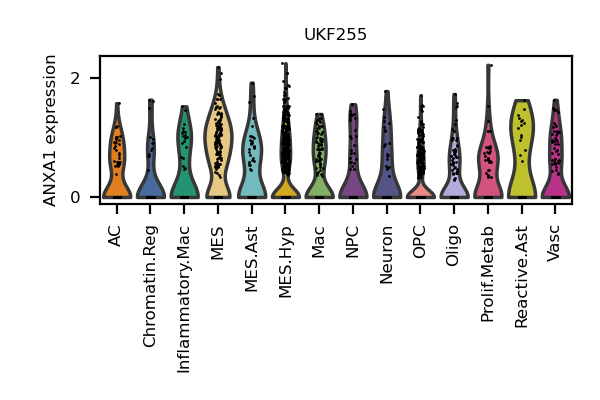 UKF255
ANXA1 expression
2
0
AC
Chromatin.Reg
Inflammatory.Mac
MES
MES.Ast
MES.Hyp
Mac
NPC
Neuron
OPC
Oligo
Prolif.Metab
Reactive.Ast
Vasc